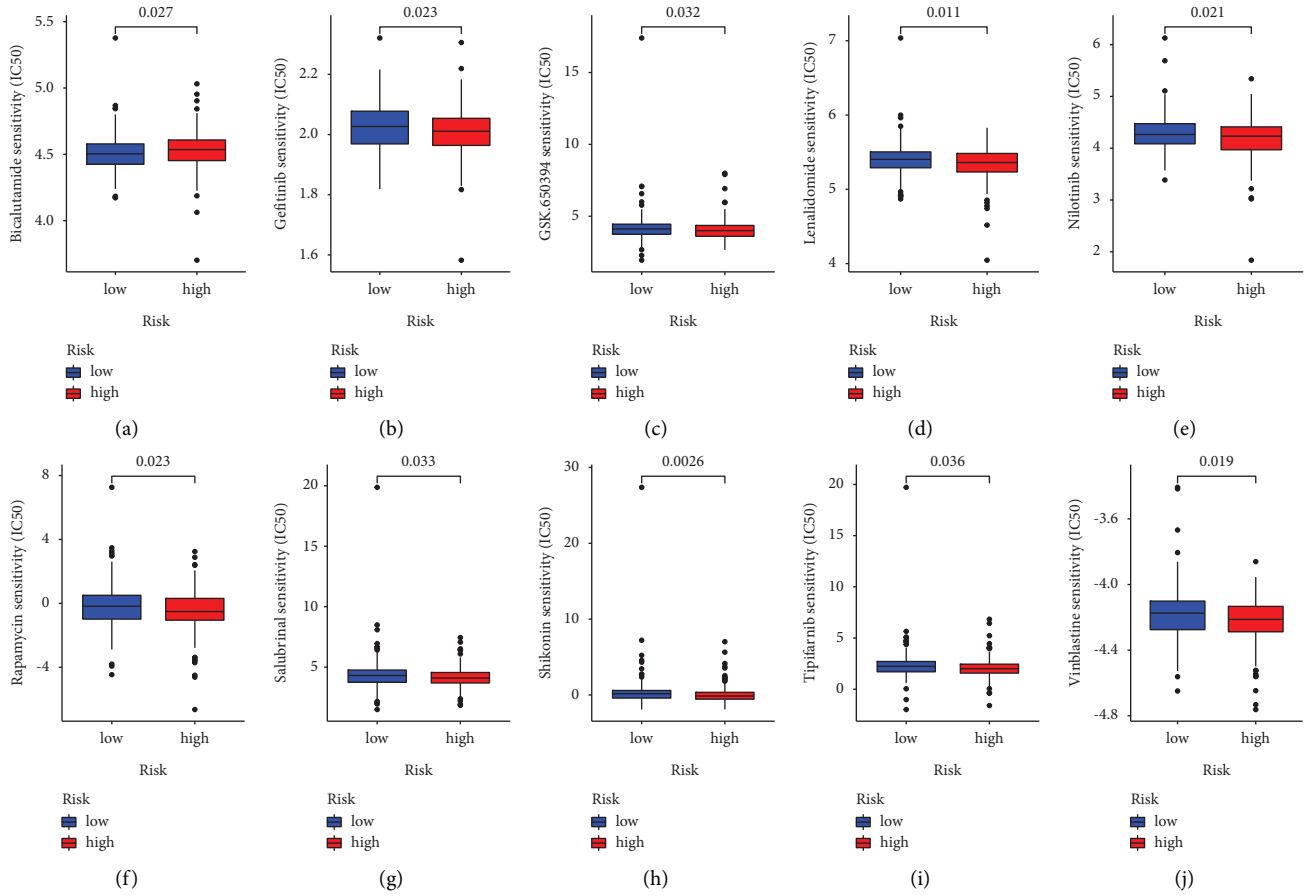 0.027
5.5
5.0
4.5
4.0
Bicalutamide sensitivity (IC50)
low
high
Risk
Risk
low
high
(a)
0.023
2.2
2.0
1.8
1.6
Gefitinib sensitivity (IC50)
low
high
Risk
Risk
low
high
(b)
0.032
15
10
5
GSK.650394 sensitivity (IC50)
low
high
Risk
Risk
low
high
(c)
0.011
7
6
5
4
Lenalidomide sensitivity (IC50)
low
high
Risk
Risk
low
high
(d)
0.021
6
5
4
3
2
Nilotinib sensitivity (IC50)
low
high
Risk
Risk
low
high
(e)
0.023
8
4
0
-4
Rapamycin sensitivity (IC50)
low
high
Risk
Risk
low
high
(f)
0.033
20
15
10
5
Salubrinal sensitivity (IC50)
low
high
Risk
Risk
low
high
(g)
0.0026
30
20
10
0
Shikonin sensitivity (IC50)
low
high
Risk
Risk
low
high
(h)
0.036
20
15
10
5
0
Tipifarnib sensitivity (IC50)
low
high
Risk
Risk
low
high
(i)
0.019
-3.6
-4.0
-4.4
-4.8
Vinblastine sensitivity (IC50)
low
high
Risk
Risk
low
high
(j)